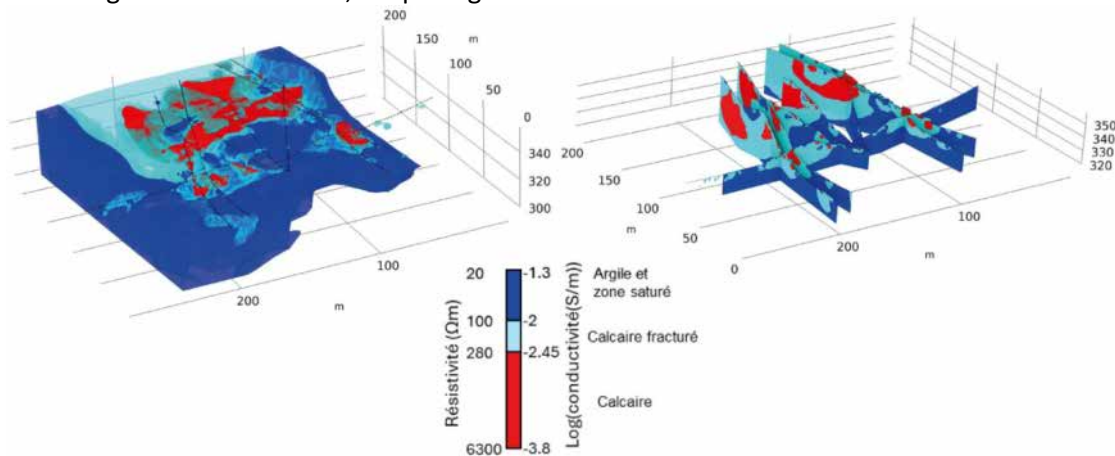 200
150
m
100
50
0
340
320
300
100
m
200
350
340
330
320
200
150
100
m
50
0
200
100
m
Résistivité (Ωm)
20
100
280
6300
-1.3
-2
-2.45
-3.8
Log(conductivité(S/m))
Argile et
zone saturé
Calcaire fracturé
Calcaire